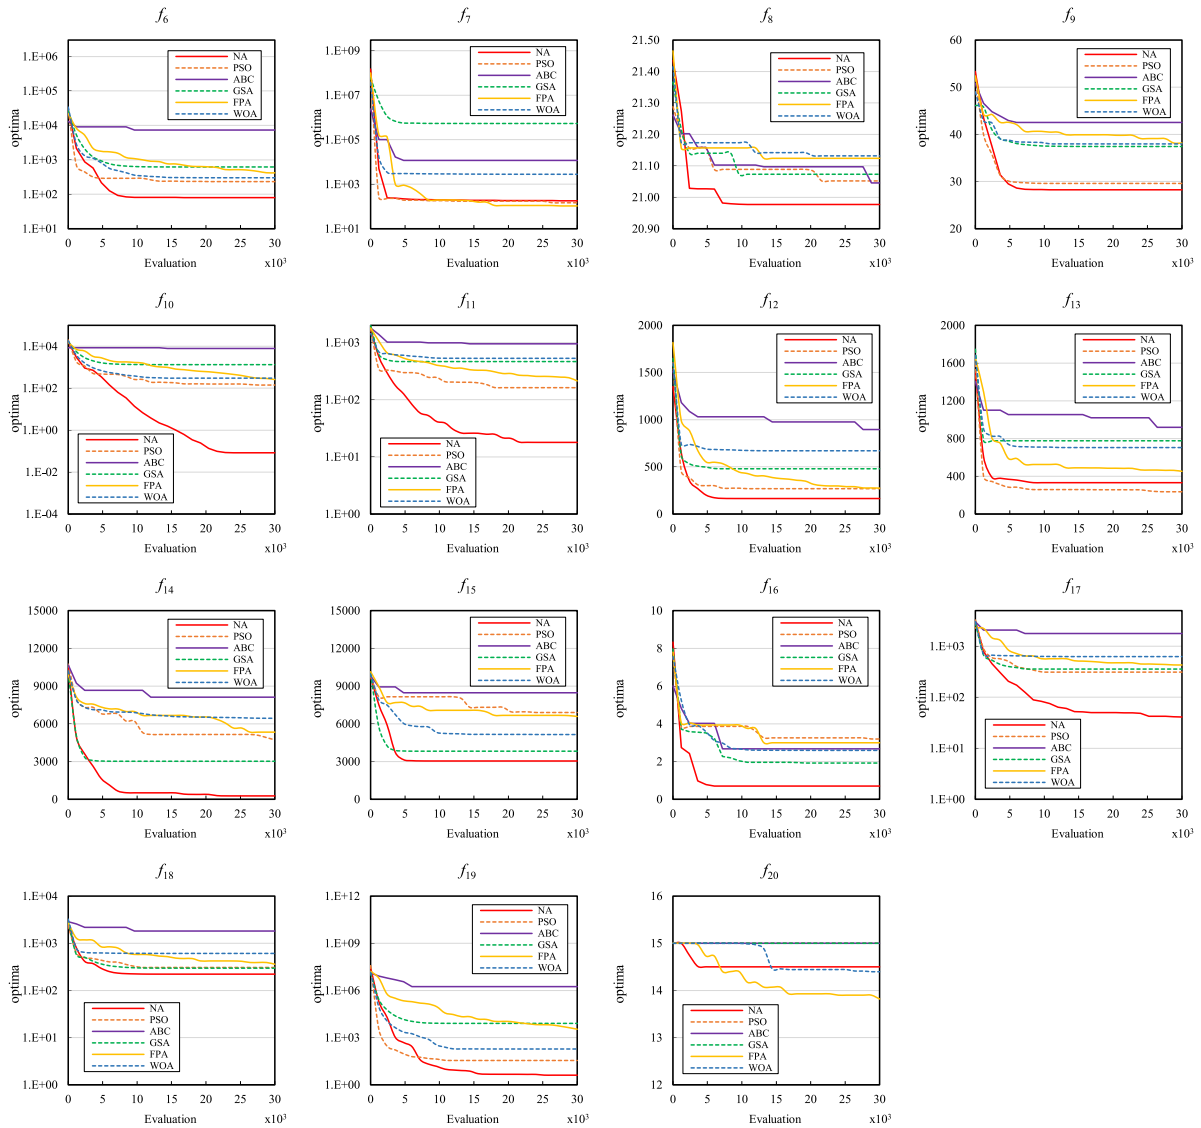 f6
optima
1.E+06
1.E+05
1.E+04
1.E+03
1.E+02
1.E+01
NA
PSO
ABC
GSA
FPA
WOA
0 5 10 15 20 25 30
Evaluation x10³
f7
optima
1.E+09
1.E+07
1.E+05
1.E+03
1.E+01
NA
PSO
ABC
GSA
FPA
WOA
0 5 10 15 20 25 30
Evaluation x10³
f8
optima
21.50
21.40
21.30
21.20
21.10
21.00
20.90
NA
PSO
ABC
GSA
FPA
WOA
0 5 10 15 20 25 30
Evaluation x10³
f9
optima
60
50
40
30
20
NA
PSO
ABC
GSA
FPA
WOA
0 5 10 15 20 25 30
Evaluation x10³
f10
optima
1.E+04
1.E+02
1.E+00
1.E-02
1.E-04
NA
PSO
ABC
GSA
FPA
WOA
0 5 10 15 20 25 30
Evaluation x10³
f11
optima
1.E+03
1.E+02
1.E+01
1.E+00
NA
PSO
ABC
GSA
FPA
WOA
0 5 10 15 20 25 30
Evaluation x10³
f12
optima
2000
1500
1000
500
0
NA
PSO
ABC
GSA
FPA
WOA
0 5 10 15 20 25 30
Evaluation x10³
f13
optima
2000
1600
1200
800
400
0
NA
PSO
ABC
GSA
FPA
WOA
0 5 10 15 20 25 30
Evaluation x10³
f14
optima
15000
12000
9000
6000
3000
0
NA
PSO
ABC
GSA
FPA
WOA
0 5 10 15 20 25 30
Evaluation x10³
f15
optima
15000
12000
9000
6000
3000
0
NA
PSO
ABC
GSA
FPA
WOA
0 5 10 15 20 25 30
Evaluation x10³
f16
optima
10
8
6
4
2
0
NA
PSO
ABC
GSA
FPA
WOA
0 5 10 15 20 25 30
Evaluation x10³
f17
optima
1.E+03
1.E+02
1.E+01
1.E+00
NA
PSO
ABC
GSA
FPA
WOA
0 5 10 15 20 25 30
Evaluation x10³
f18
optima
1.E+04
1.E+03
1.E+02
1.E+01
1.E+00
NA
PSO
ABC
GSA
FPA
WOA
0 5 10 15 20 25 30
Evaluation x10³
f19
optima
1.E+12
1.E+09
1.E+06
1.E+03
1.E+00
NA
PSO
ABC
GSA
FPA
WOA
0 5 10 15 20 25 30
Evaluation x10³
f20
optima
16
15
14
13
12
NA
PSO
ABC
GSA
FPA
WOA
0 5 10 15 20 25 30
Evaluation x10³